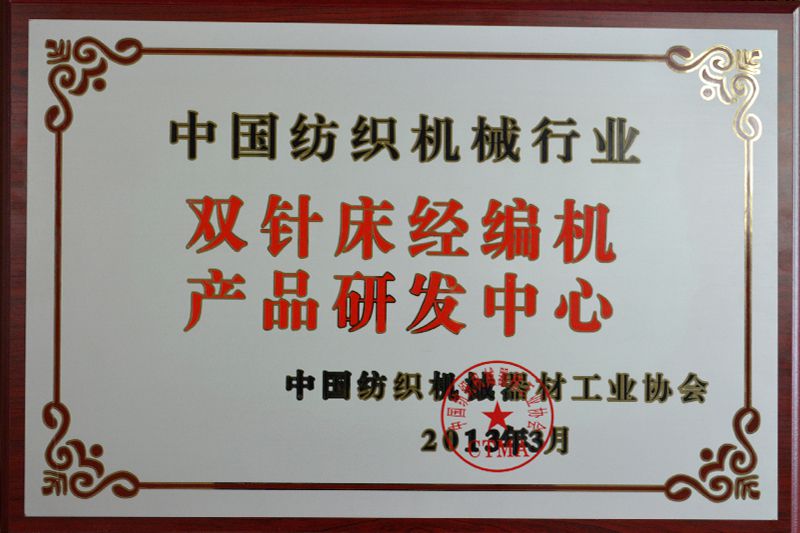 中国纺织机械行业
双针床经编机
产品研发中心
中国纺织机械器材工业协会
2013年3月
CTMA